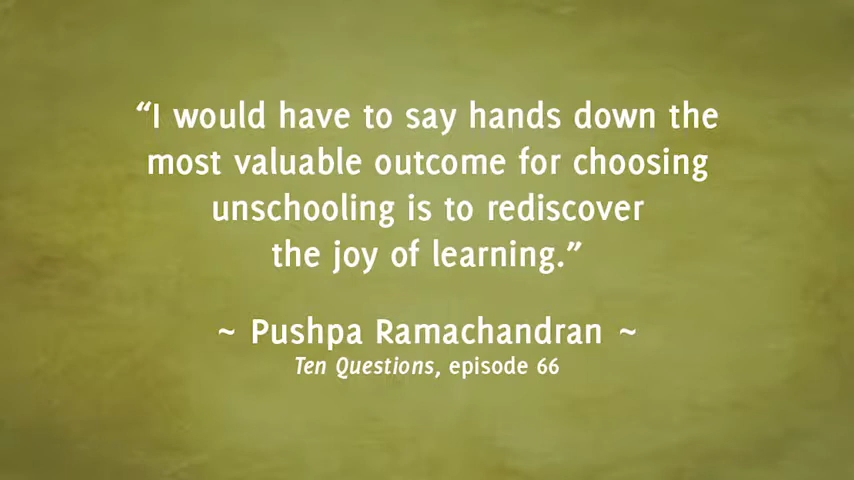 “I would have to say hands down the
most valuable outcome for choosing
unschooling is to rediscover
the joy of learning.”
~ Pushpa Ramachandran ~
Ten Questions, episode 66